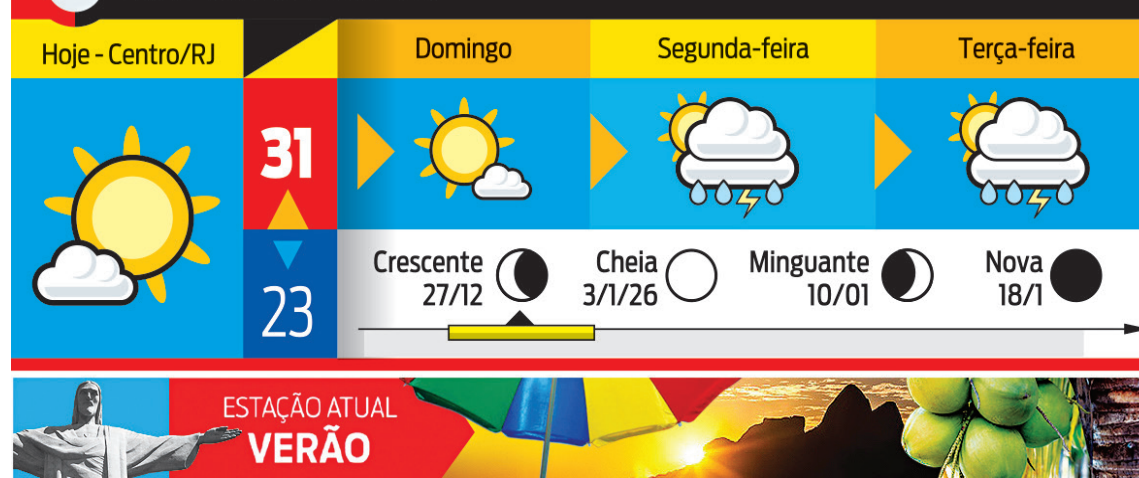 Hoje - Centro/RJ
Domingo
Segunda-feira
Terça-feira
31
23
Crescente
27/12
Cheia
3/1/26
Minguante
10/01
Nova
18/1
ESTAÇÃO ATUAL
VERÃO